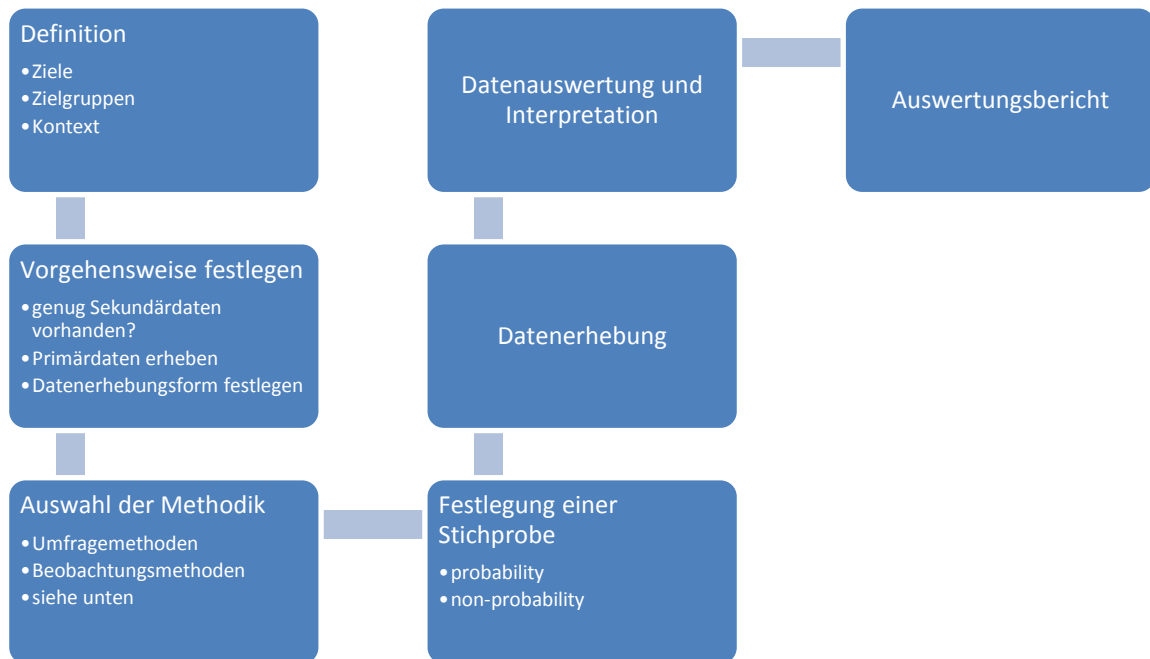 Definition
•Ziele
•Zielgruppen
•Kontext
Vorgehensweise festlegen
•genug Sekundärdaten
vorhanden?
•Primärdaten erheben
•Datenerhebungsform festlegen
Auswahl der Methodik
•Umfragemethoden
•Beobachtungsmethoden
•siehe unten
Festlegung einer
Stichprobe
•probability
•non-probability
Datenerhebung
Datenauswertung und
Interpretation
Auswertungsbericht